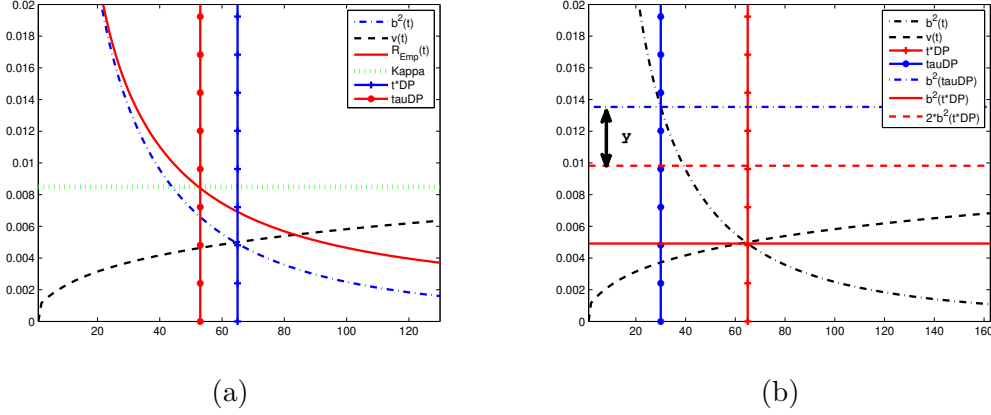 0.02
0.018
0.016
0.014
0.012
0.01
0.008
0.006
0.004
0.002
0
20 40 60 80 100 120
b²(t)
v(t)
R_Emp(t)
Kappa
t*DP
tauDP
(a)
0.02
0.018
0.016
0.014
0.012
0.01
0.008
0.006
0.004
0.002
0
20 40 60 80 100 120 140 160
b²(t)
v(t)
t*DP
tauDP
b²(tauDP)
b²(t*DP)
2*b²(t*DP)
y
(b)